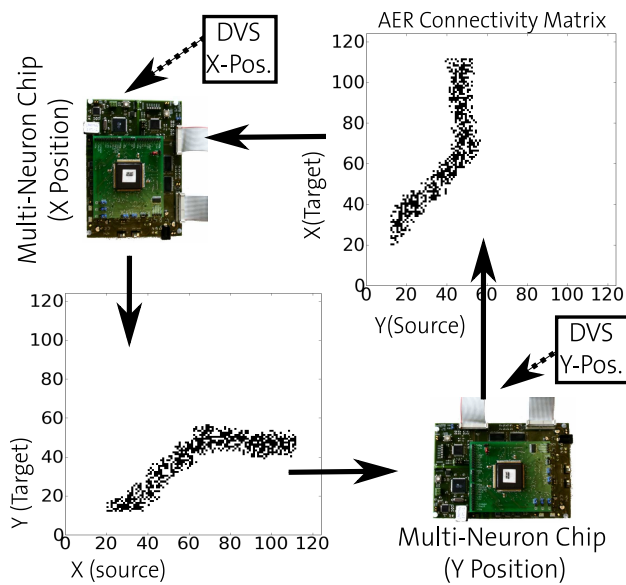 DVS
X-Pos.
Multi-Neuron Chip
(X Position)
AER Connectivity Matrix
120
100
80
60
40
20
0
X(Target)
0 20 40 60 80 100 120
Y(Source)
120
100
80
60
40
20
0
Y (Target)
0 20 40 60 80 100 120
X (source)
DVS
Y-Pos.
Multi-Neuron Chip
(Y Position)